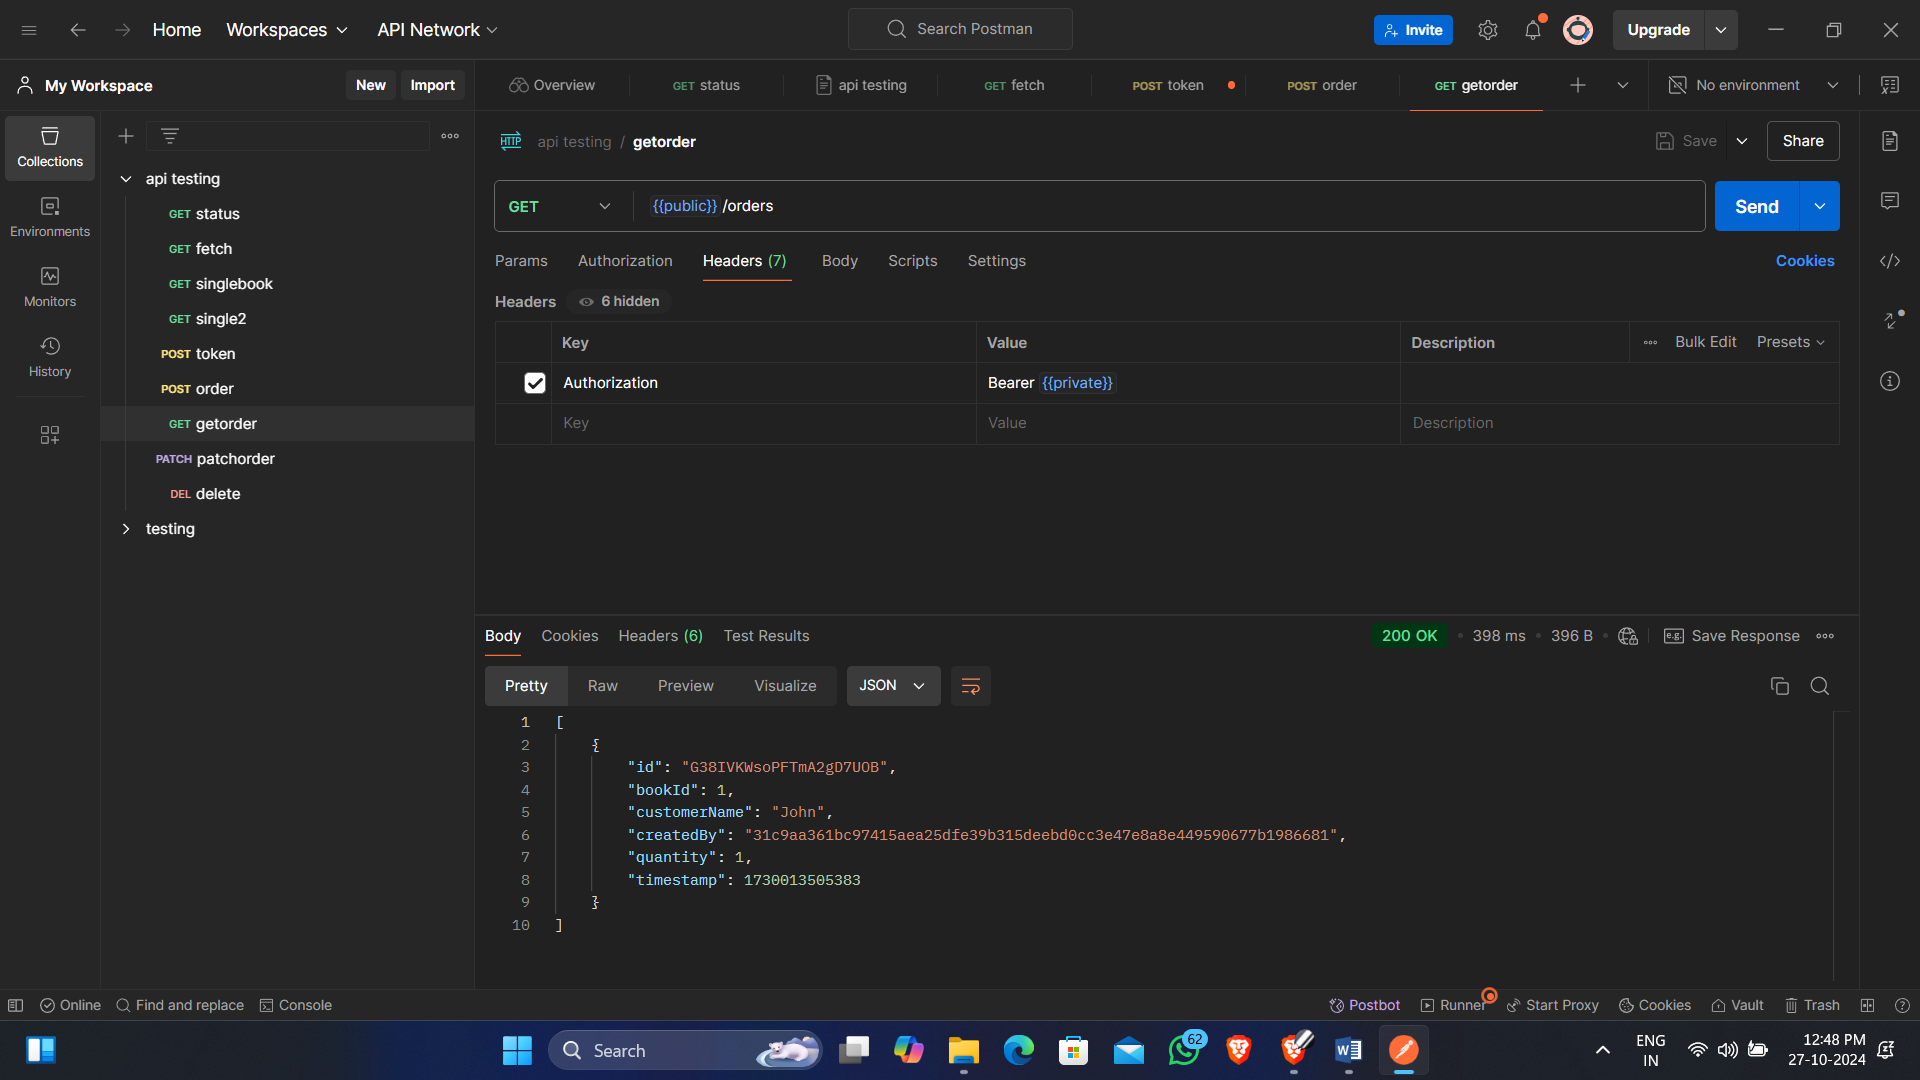 Home
Workspaces
API Network
Search Postman
Invite
Upgrade
My Workspace
New
Import
Overview
GET status
api testing
GET fetch
POST token
POST order
GET getorder
No environment
Collections
Environments
Monitors
History
api testing
GET status
GET fetch
GET singlebook
GET single2
POST token
POST order
GET getorder
PATCH patchorder
DEL delete
testing
HTTP
api testing / getorder
Save
Share
GET
{{public}} /orders
Send
Params
Authorization
Headers (7)
Body
Scripts
Settings
Cookies
Headers
6 hidden
Key
Value
Description
Bulk Edit
Presets
Authorization
Bearer {{private}}
Key
Value
Description
Body
Cookies
Headers (6)
Test Results
200 OK
398 ms
396 B
e.g.
Save Response
Pretty
Raw
Preview
Visualize
JSON
1 [
2 {
3 "id": "G38IVKWsoPFTmA2gD7UOB",
4 "bookId": 1,
5 "customerName": "John",
6 "createdBy": "31c9aa361bc97415aea25dfe39b315deebd0cc3e47e8a8e449590677b1986681",
7 "quantity": 1,
8 "timestamp": 1730013505383
9 }
10 ]
Online
Find and replace
Console
Postbot
Runner
Start Proxy
Cookies
Vault
Trash
Search
62
ENG
IN
12:48 PM
27-10-2024